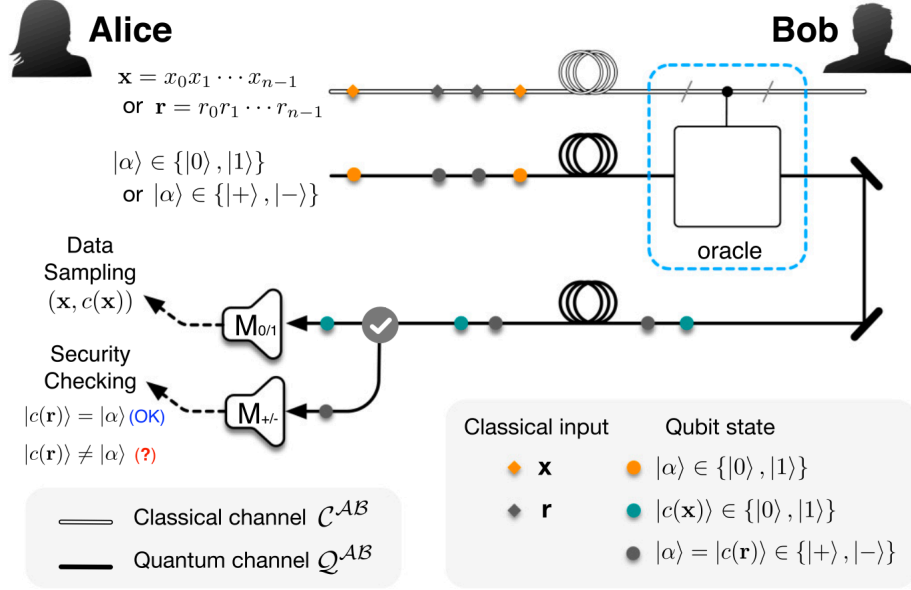 Alice
Bob
𝐱 = x₀x₁ ⋯ xₙ₋₁
or 𝐫 = r₀r₁ ⋯ rₙ₋₁
|α⟩ ∈ {|0⟩, |1⟩}
or |α⟩ ∈ {|+⟩, |−⟩}
oracle
Data
Sampling
(𝐱, c(𝐱))
M0/1
Security
Checking
M+/-
|c(𝐫)⟩ = |α⟩ (OK)
|c(𝐫)⟩ ≠ |α⟩ (?)
Classical input
Qubit state
𝐱
|α⟩ ∈ {|0⟩, |1⟩}
𝐫
|c(𝐱)⟩ ∈ {|0⟩, |1⟩}
|α⟩ = |c(𝐫)⟩ ∈ {|+⟩, |−⟩}
Classical channel 𝒞^𝒜ℬ
Quantum channel 𝒬^𝒜ℬ